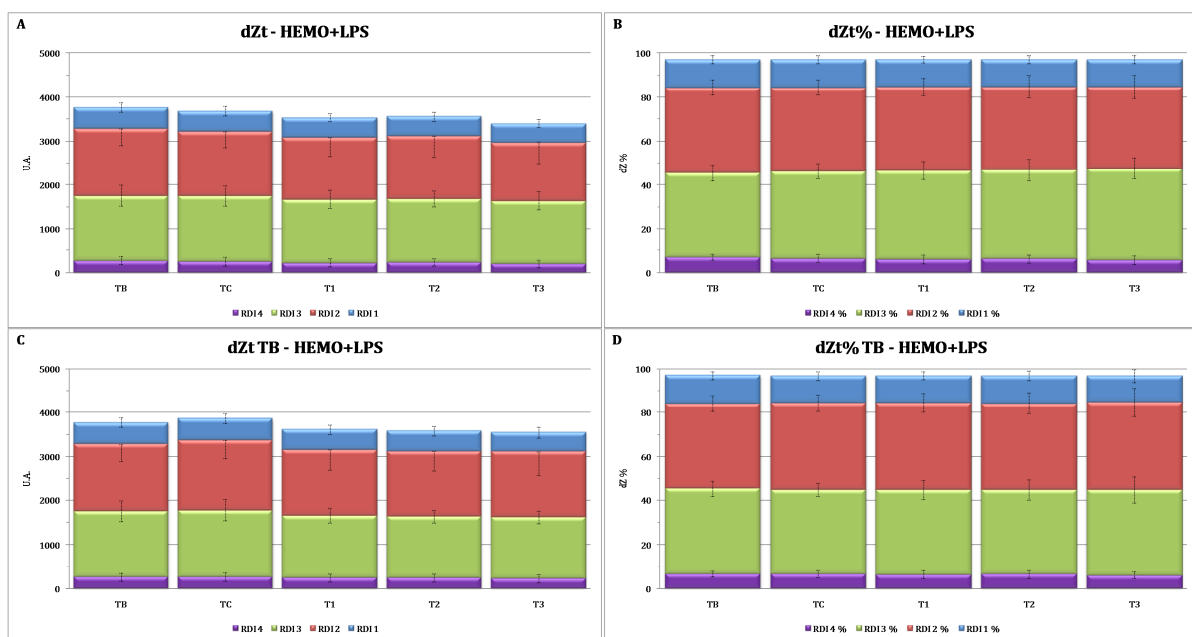 A
dZt - HEMO+LPS
5000
4000
3000
2000
1000
0
U.A.
TB TC T1 T2 T3
RDI4 RDI3 RDI2 RDI1
B
dZt% - HEMO+LPS
100
80
60
40
20
0
dZ %
TB TC T1 T2 T3
RDI4 % RDI3 % RDI2 % RDI1 %
C
dZt TB - HEMO+LPS
5000
4000
3000
2000
1000
0
U.A.
TB TC T1 T2 T3
RDI4 RDI3 RDI2 RDI1
D
dZt% TB - HEMO+LPS
100
80
60
40
20
0
dZ %
TB TC T1 T2 T3
RDI4 % RDI3 % RDI2 % RDI1 %